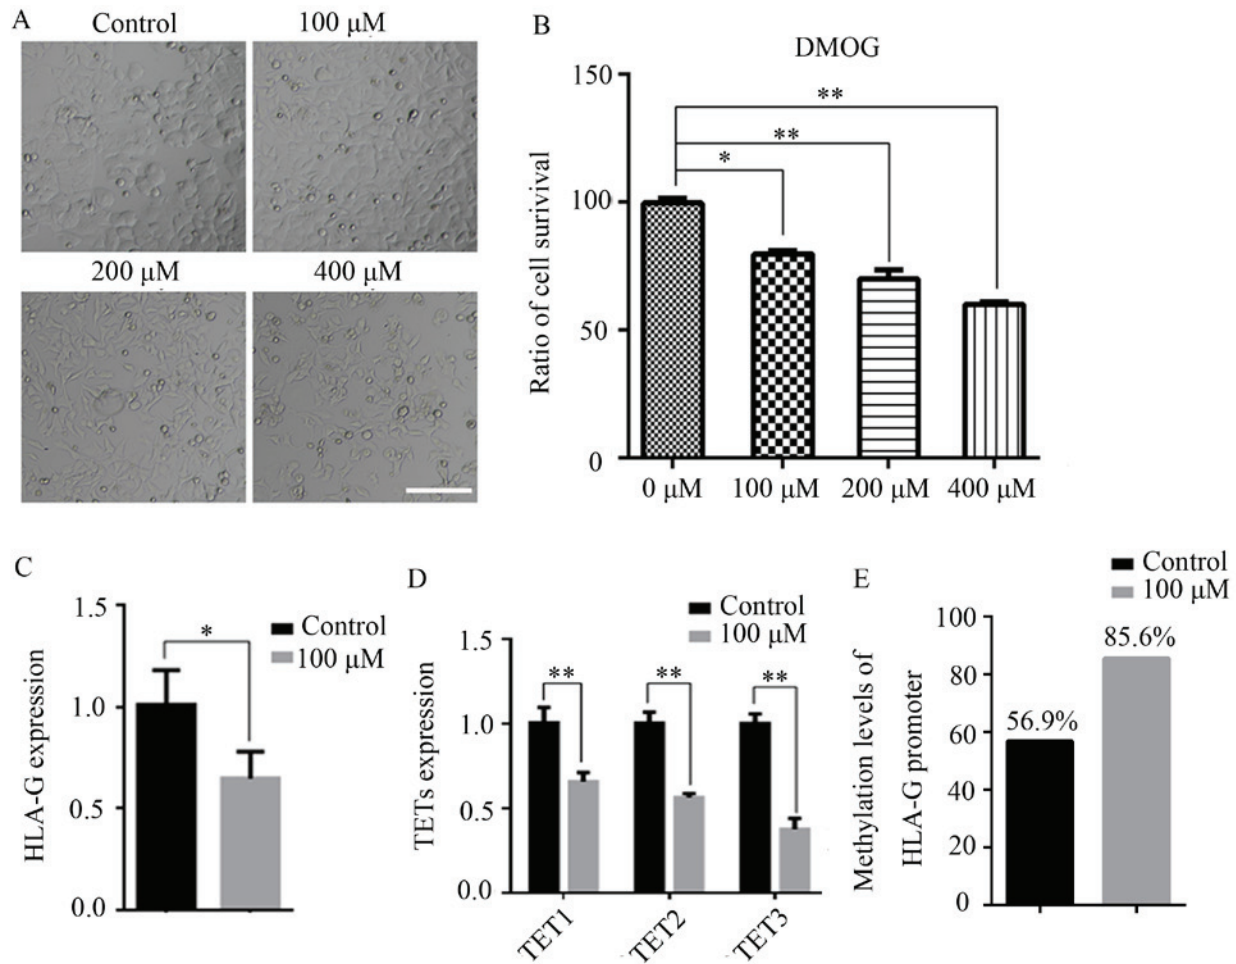 A
Control
100 μM
200 μM
400 μM
B
DMOG
Ratio of cell surivival
150
100
50
0
**
**
*
0 μM
100 μM
200 μM
400 μM
C
HLA-G expression
1.5
1.0
0.5
0.0
*
Control
100 μM
D
TETs expression
1.5
1.0
0.5
0.0
** ** **
Control
100 μM
TET1
TET2
TET3
E
Methylation levels of
HLA-G promoter
Control
100 μM
100
80
60
40
20
0
56.9%
85.6%